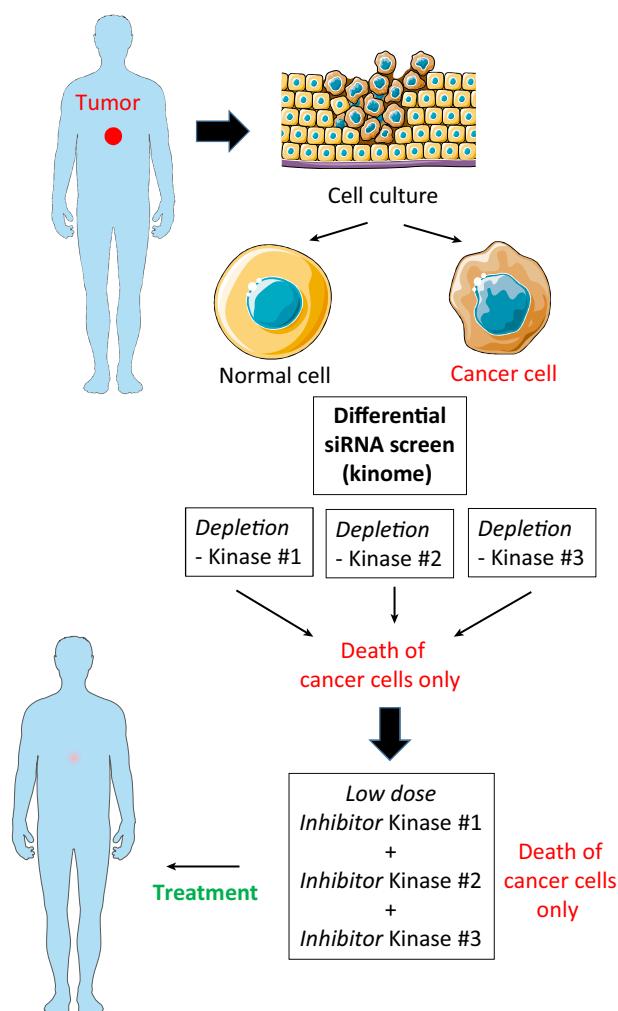 Tumor
Cell culture
Normal cell
Cancer cell
Differential
siRNA screen
(kinome)
Depletion
- Kinase #1
Depletion
- Kinase #2
Depletion
- Kinase #3
Death of
cancer cells only
Low dose
Inhibitor Kinase #1
+
Inhibitor Kinase #2
+
Inhibitor Kinase #3
Death of
cancer cells
only
Treatment